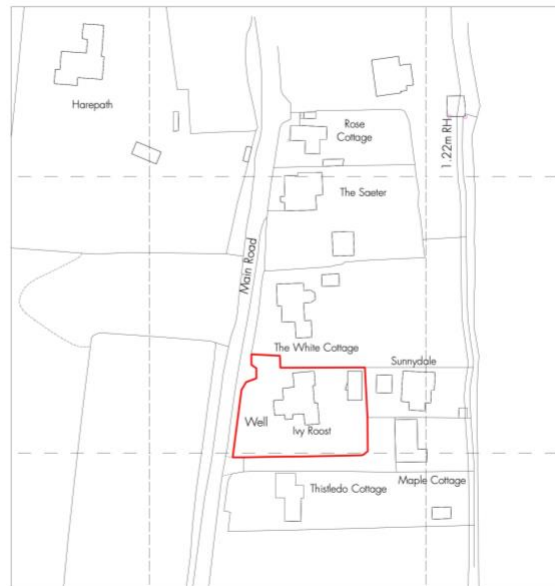 Harepath
Rose
Cottage
1.22m RH
The Saeter
Main Road
The White Cottage
Sunnydale
Well
Ivy Roost
Maple Cottage
Thistledo Cottage